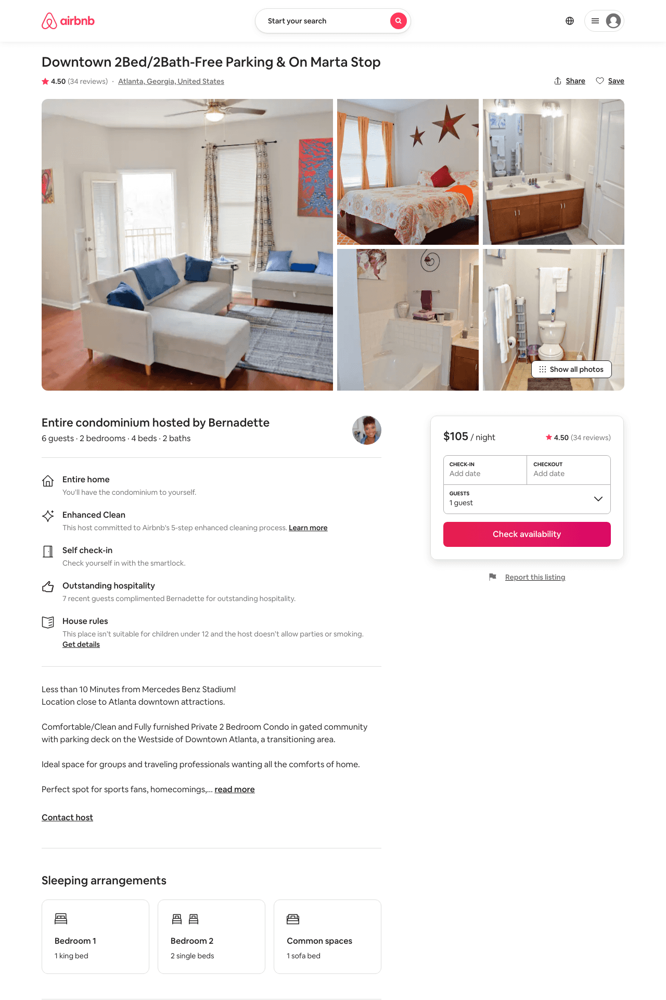 airbnb
Start your search
Downtown 2Bed/2Bath-Free Parking & On Marta Stop
4.50 (34 reviews) · Atlanta, Georgia, United States
Share
Save
Show all photos
Entire condominium hosted by Bernadette
6 guests · 2 bedrooms · 4 beds · 2 baths
Entire home
You'll have the condominium to yourself.
Enhanced Clean
This host committed to Airbnb's 5-step enhanced cleaning process. Learn more
Self check-in
Check yourself in with the smartlock.
Outstanding hospitality
7 recent guests complimented Bernadette for outstanding hospitality.
House rules
This place isn't suitable for children under 12 and the host doesn't allow parties or smoking.
Get details
Less than 10 Minutes from Mercedes Benz Stadium!
Location close to Atlanta downtown attractions.
Comfortable/Clean and Fully furnished Private 2 Bedroom Condo in gated community
with parking deck on the Westside of Downtown Atlanta, a transitioning area.
Ideal space for groups and traveling professionals wanting all the comforts of home.
Perfect spot for sports fans, homecomings,... read more
Contact host
Sleeping arrangements
Bedroom 1
1 king bed
Bedroom 2
2 single beds
Common spaces
1 sofa bed
$105 / night
4.50 (34 reviews)
CHECK-IN
Add date
CHECKOUT
Add date
GUESTS
1 guest
Check availability
Report this listing